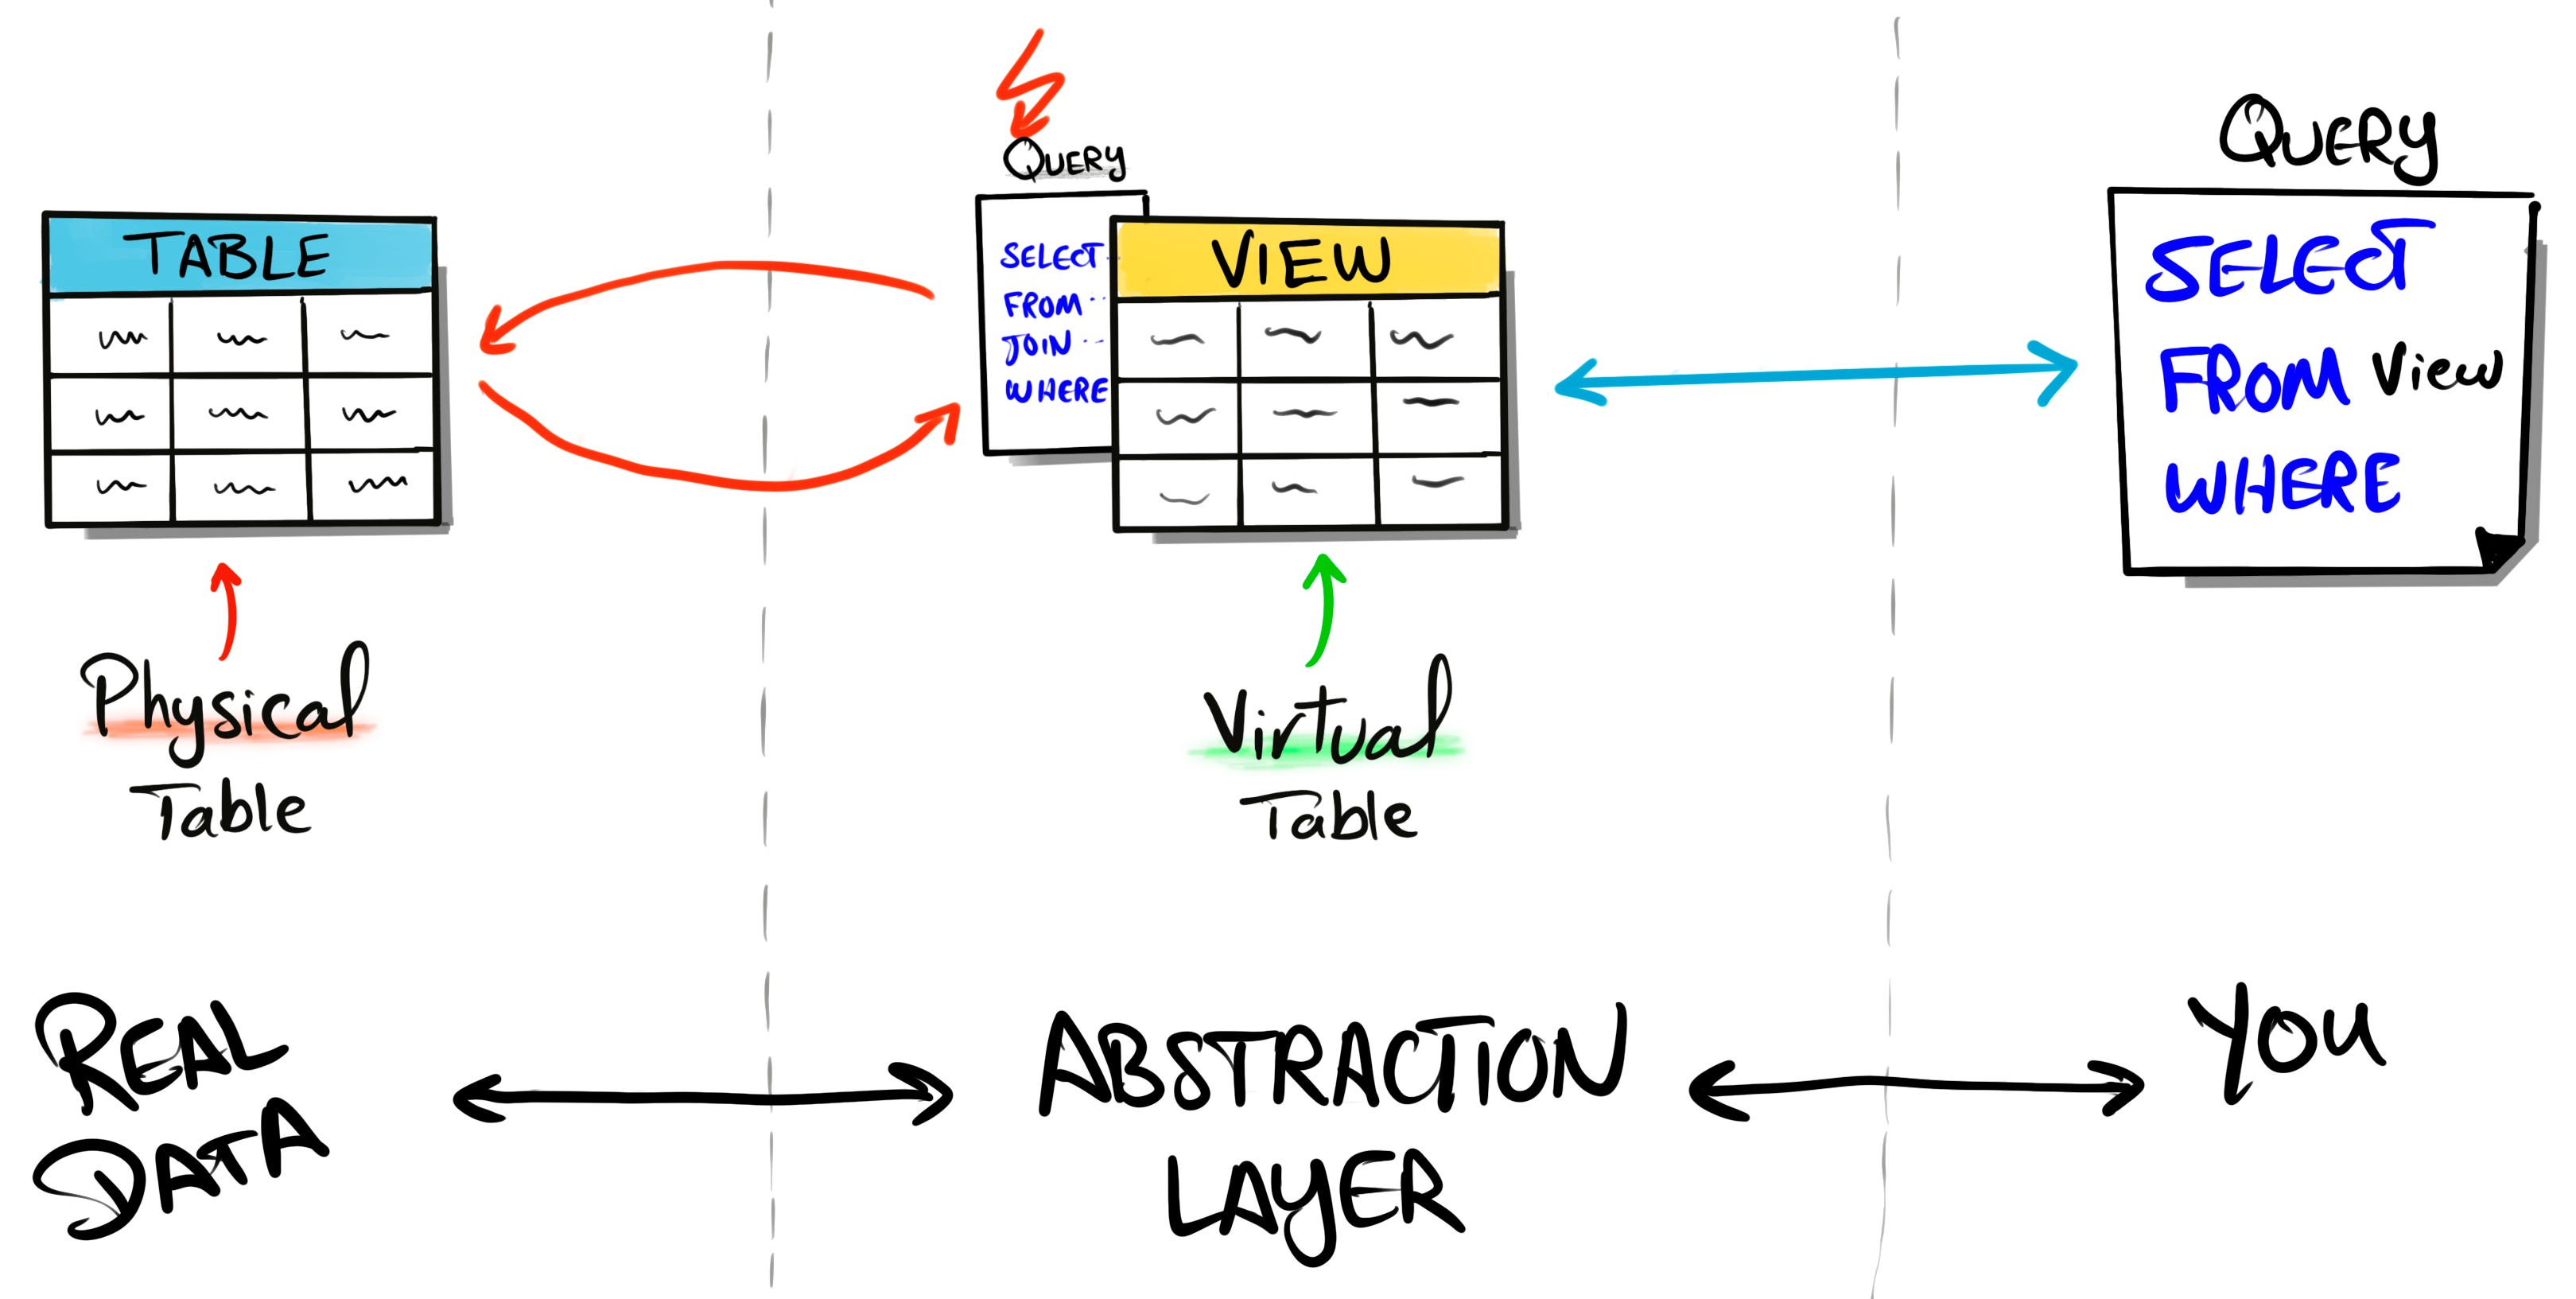 TABLE
Physical
Table
REAL
DATA
QUERY
SELECT
FROM
JOIN
WHERE
VIEW
Virtual
Table
ABSTRACTION
LAYER
QUERY
SELECT
FROM View
WHERE
YOU